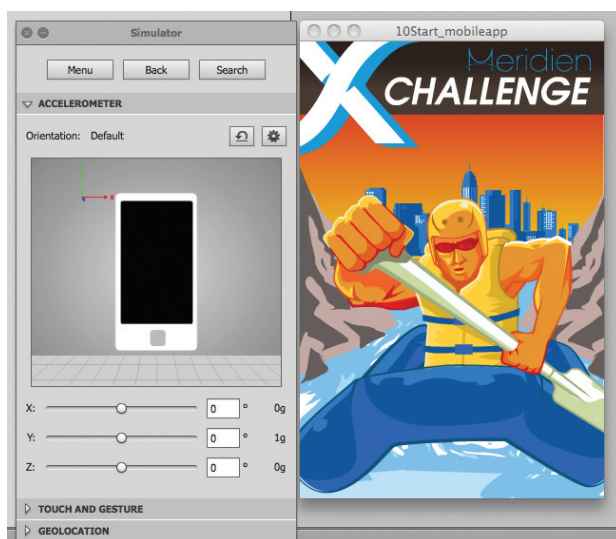 Simulator
Menu Back Search
ACCELEROMETER
Orientation: Default
X
X: 0 ° 0g
Y: 0 ° 1g
Z: 0 ° 0g
TOUCH AND GESTURE
GEOLOCATION
10Start_mobileapp
X Meridien
CHALLENGE